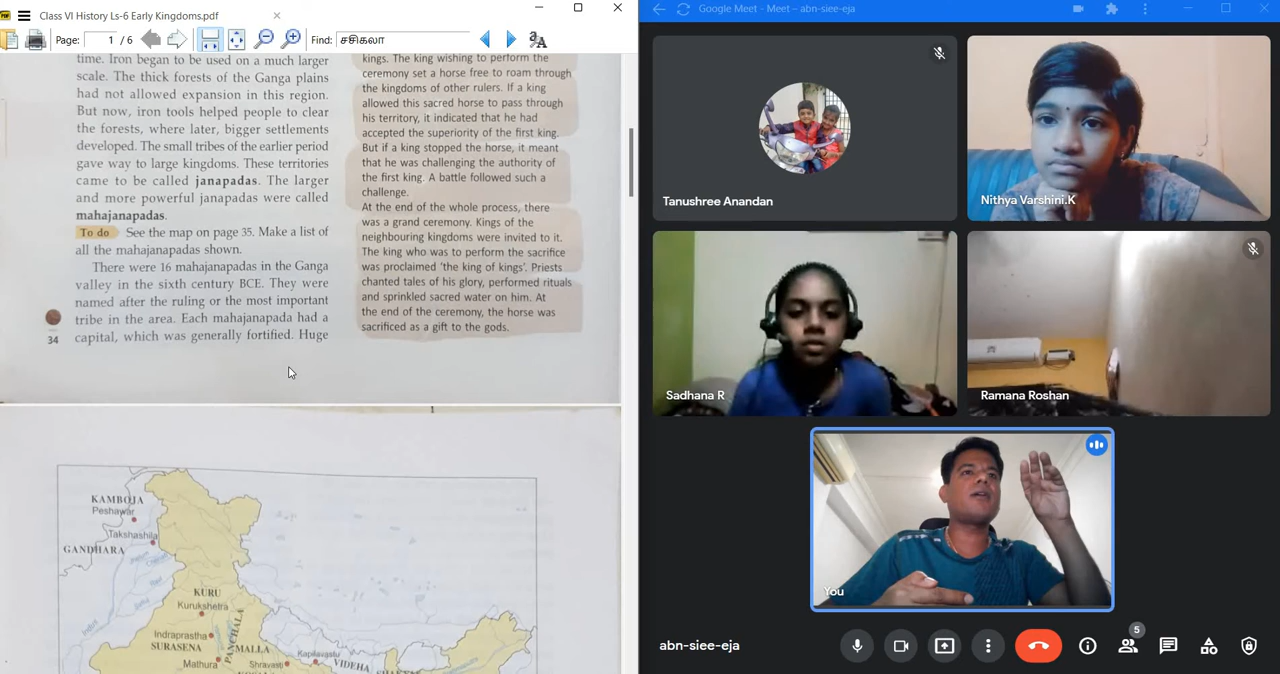 Class VI History Ls-6 Early Kingdoms.pdf
Page: 1 / 6 Find: சசிகலா
time. Iron began to be used on a much larger
scale. The thick forests of the Ganga plains
had not allowed expansion in this region.
But now, iron tools helped people to clear
the forests, where later, bigger settlements
developed. The small tribes of the earlier period
gave way to large kingdoms. These territories
came to be called janapadas. The larger
and more powerful janapadas were called
mahajanapadas.
To do See the map on page 35. Make a list of
all the mahajanapadas shown.
There were 16 mahajanapadas in the Ganga
valley in the sixth century BCE. They were
named after the ruling or the most important
tribe in the area. Each mahajanapada had a
capital, which was generally fortified. Huge
34
kings. The king wishing to perform the
ceremony set a horse free to roam through
the kingdoms of other rulers. If a king
allowed this sacred horse to pass through
his territory, it indicated that he had
accepted the superiority of the first king.
But if a king stopped the horse, it meant
that he was challenging the authority of
the first king. A battle followed such a
challenge.
At the end of the whole process, there
was a grand ceremony. Kings of the
neighbouring kingdoms were invited to it.
The king who was to perform the sacrifice
was proclaimed 'the king of kings'. Priests
chanted tales of his glory, performed rituals
and sprinkled sacred water on him. At
the end of the ceremony, the horse was
sacrificed as a gift to the gods.
KAMBOJA
Peshawar
Takshashila
GANDHARA
Indus
KURU
Kurukshetra
Indraprastha
SURASENA
PANCHALA
MALLA
Mathura
Shravasti
Kapilavastu
VIDEHA
Google Meet - Meet – abn-siee-eja
Tanushree Anandan
Nithya Varshini.K
Sadhana R
Ramana Roshan
You
abn-siee-eja
5